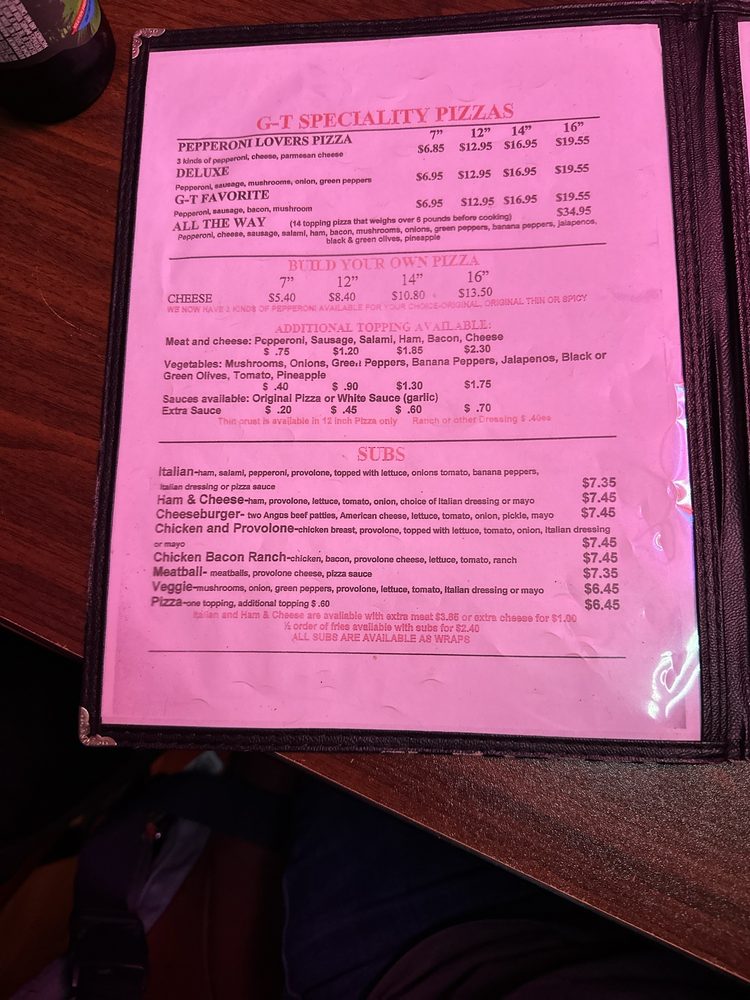 G-T SPECIALITY PIZZAS
7" 12" 14" 16"
PEPPERONI LOVERS PIZZA $6.85 $12.95 $16.95 $19.55
3 kinds of pepperoni, cheese, parmesan cheese
DELUXE $6.95 $12.95 $16.95 $19.55
Pepperoni, sausage, mushrooms, onion, green peppers
G-T FAVORITE $6.95 $12.95 $16.95 $19.55
Pepperoni, sausage, bacon, mushroom
ALL THE WAY (14 topping pizza that weighs over 6 pounds before cooking) $34.95
Pepperoni, cheese, sausage, salami, ham, bacon, mushrooms, onions, green peppers, banana peppers, jalapenos,
black & green olives, pineapple
BUILD YOUR OWN PIZZA
7" 12" 14" 16"
CHEESE $5.40 $8.40 $10.80 $13.50
WE NOW HAVE 3 KINDS OF PEPPERONI AVAILABLE FOR YOUR CHOICE-ORIGINAL, ORIGINAL THIN OR SPICY
ADDITIONAL TOPPING AVAILABLE:
Meat and cheese: Pepperoni, Sausage, Salami, Ham, Bacon, Cheese
$ .75 $1.20 $1.85 $2.30
Vegetables: Mushrooms, Onions, Green Peppers, Banana Peppers, Jalapenos, Black or
Green Olives, Tomato, Pineapple
$ .40 $ .90 $1.30 $1.75
Sauces available: Original Pizza or White Sauce (garlic)
Extra Sauce $ .20 $ .45 $ .60 $ .70
Thin crust is available in 12 inch Pizza only Ranch or other Dressing $ .40ea
SUBS
Italian-ham, salami, pepperoni, provolone, topped with lettuce, onions tomato, banana peppers,
Italian dressing or pizza sauce $7.35
Ham & Cheese-ham, provolone, lettuce, tomato, onion, choice of Italian dressing or mayo $7.45
Cheeseburger- two Angus beef patties, American cheese, lettuce, tomato, onion, pickle, mayo $7.45
Chicken and Provolone-chicken breast, provolone, topped with lettuce, tomato, onion, Italian dressing
or mayo $7.45
Chicken Bacon Ranch-chicken, bacon, provolone cheese, lettuce, tomato, ranch $7.45
Meatball- meatballs, provolone cheese, pizza sauce $7.35
Veggie-mushrooms, onion, green peppers, provolone, lettuce, tomato, Italian dressing or mayo $6.45
Pizza-one topping, additional topping $ .60 $6.45
Italian and Ham & Cheese are available with extra meat $3.85 or extra cheese for $1.00
½ order of fries available with subs for $2.40
ALL SUBS ARE AVAILABLE AS WRAPS